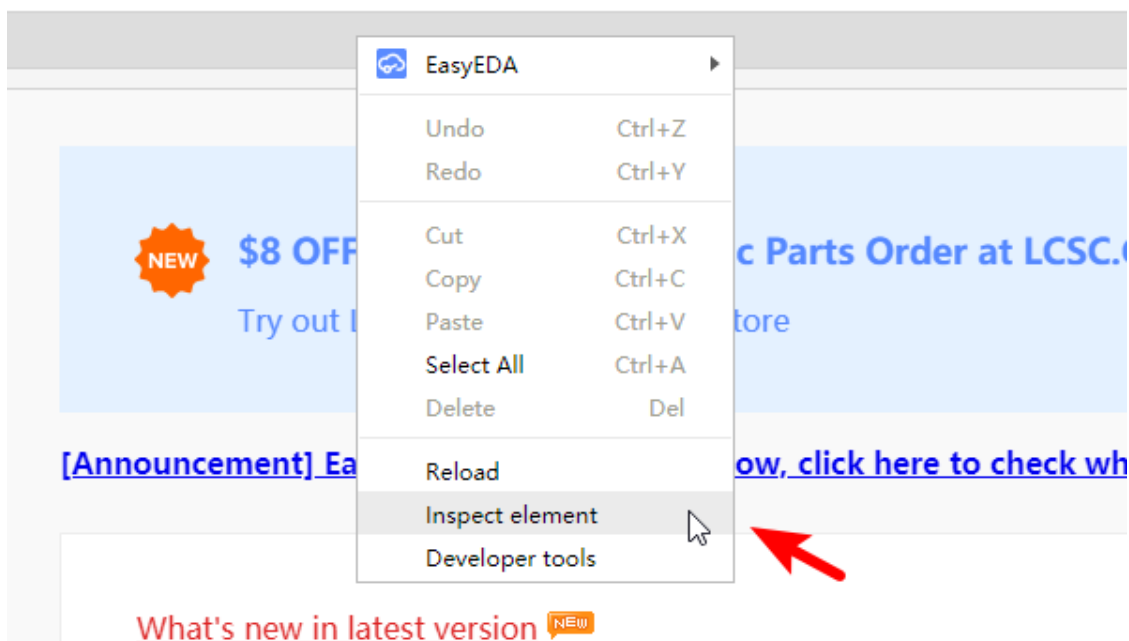 EasyEDA
Undo Ctrl+Z
Redo Ctrl+Y
Cut Ctrl+X
NEW
$8 OFF c Parts Order at LCSC.
Copy Ctrl+C
Try out
Paste Ctrl+V
tore
Select All Ctrl+A
Delete Del
[Announcement] Ea ow, click here to check wh
Reload
Inspect element
Developer tools
What's new in latest version NEW